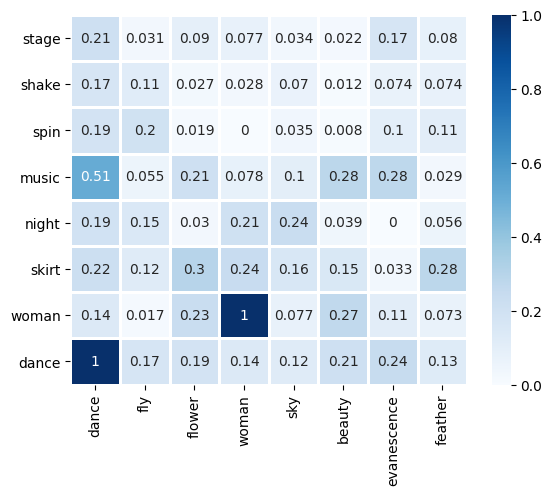 stage 0.21 0.031 0.09 0.077 0.034 0.022 0.17 0.08
shake 0.17 0.11 0.027 0.028 0.07 0.012 0.074 0.074
spin 0.19 0.2 0.019 0 0.035 0.008 0.1 0.11
music 0.51 0.055 0.21 0.078 0.1 0.28 0.28 0.029
night 0.19 0.15 0.03 0.21 0.24 0.039 0 0.056
skirt 0.22 0.12 0.3 0.24 0.16 0.15 0.033 0.28
woman 0.14 0.017 0.23 1 0.077 0.27 0.11 0.073
dance 1 0.17 0.19 0.14 0.12 0.21 0.24 0.13
dance fly flower woman sky beauty evanescence feather
1.0
0.8
0.6
0.4
0.2
0.0